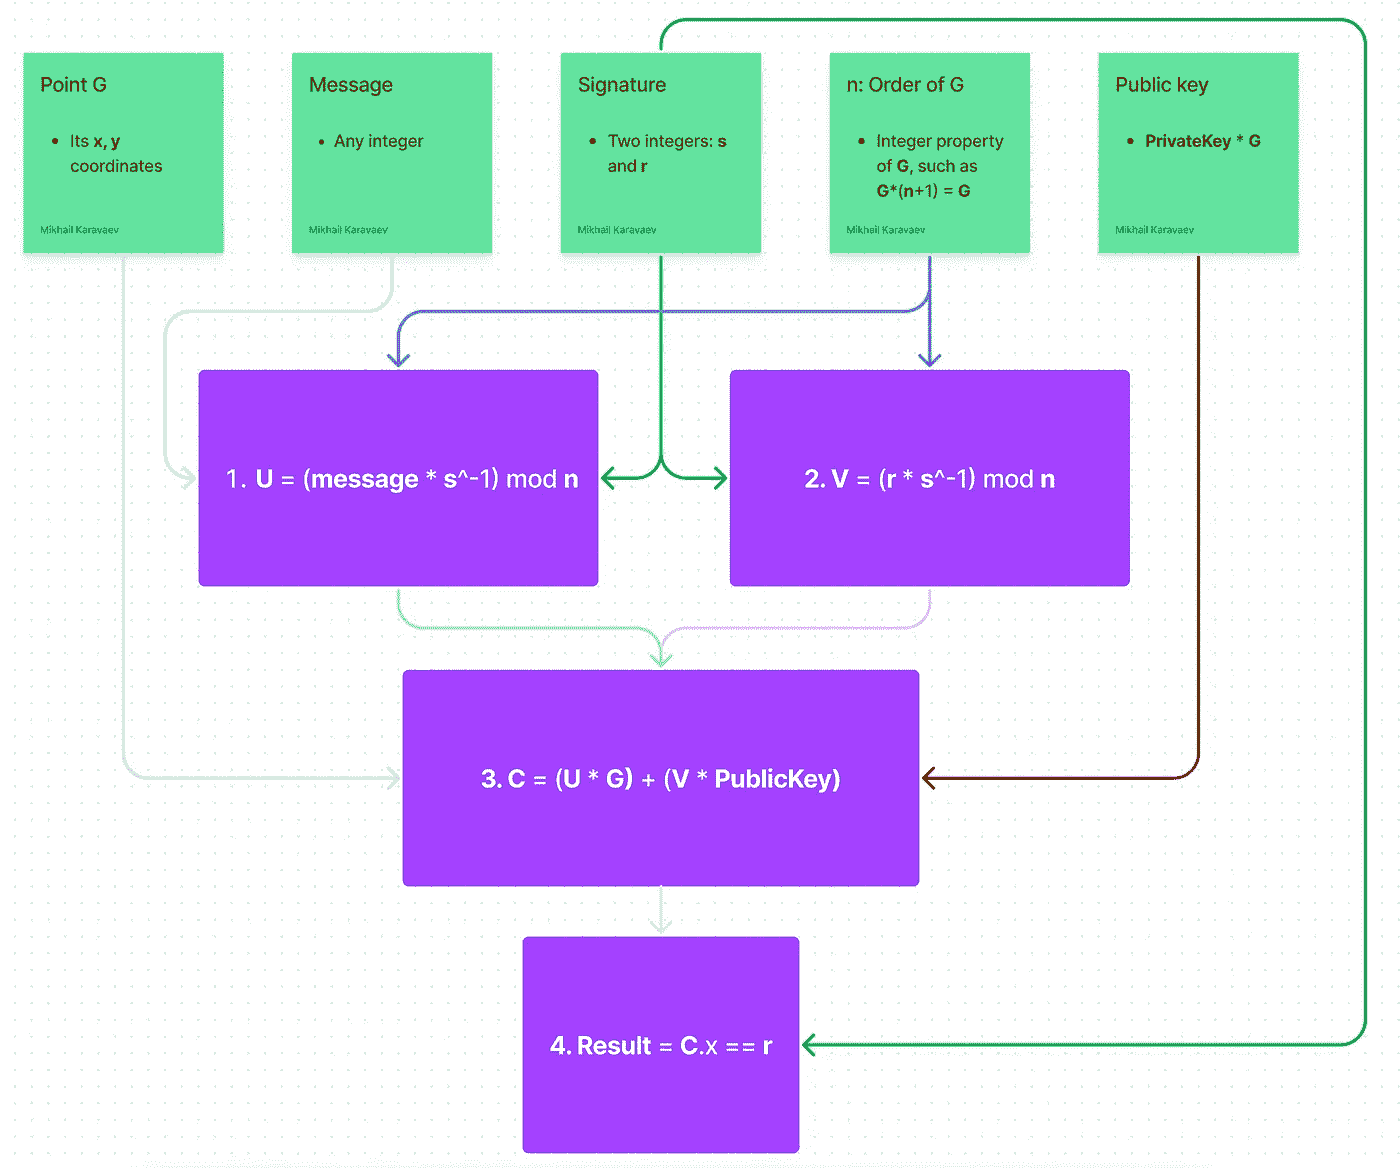 Point G
• Its x, y
coordinates
Mikhail Karavaev
Message
• Any integer
Mikhail Karavaev
Signature
• Two integers: s
and r
Mikhail Karavaev
n: Order of G
• Integer property
of G, such as
G*(n+1) = G
Mikhail Karavaev
Public key
• PrivateKey * G
Mikhail Karavaev
1. U = (message * s^-1) mod n
2. V = (r * s^-1) mod n
3. C = (U * G) + (V * PublicKey)
4. Result = C.x == r